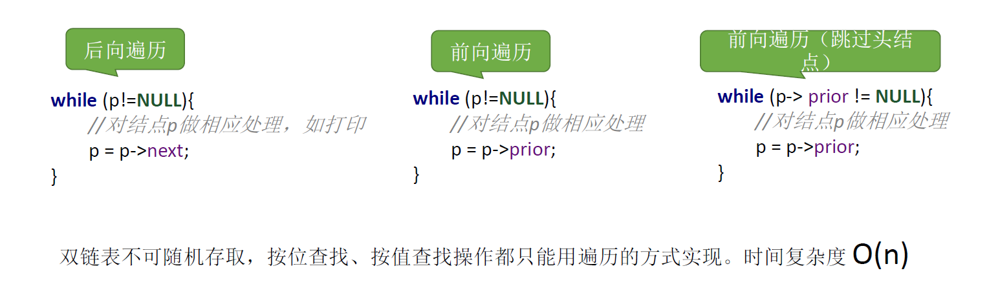 后向遍历
while (p!=NULL){
//对结点p做相应处理，如打印
p = p->next;
}
前向遍历
while (p!=NULL){
//对结点p做相应处理
p = p->prior;
}
前向遍历（跳过头结
点）
while (p-> prior != NULL){
//对结点p做相应处理
p = p->prior;
}
双链表不可随机存取，按位查找、按值查找操作都只能用遍历的方式实现。时间复杂度 O(n)